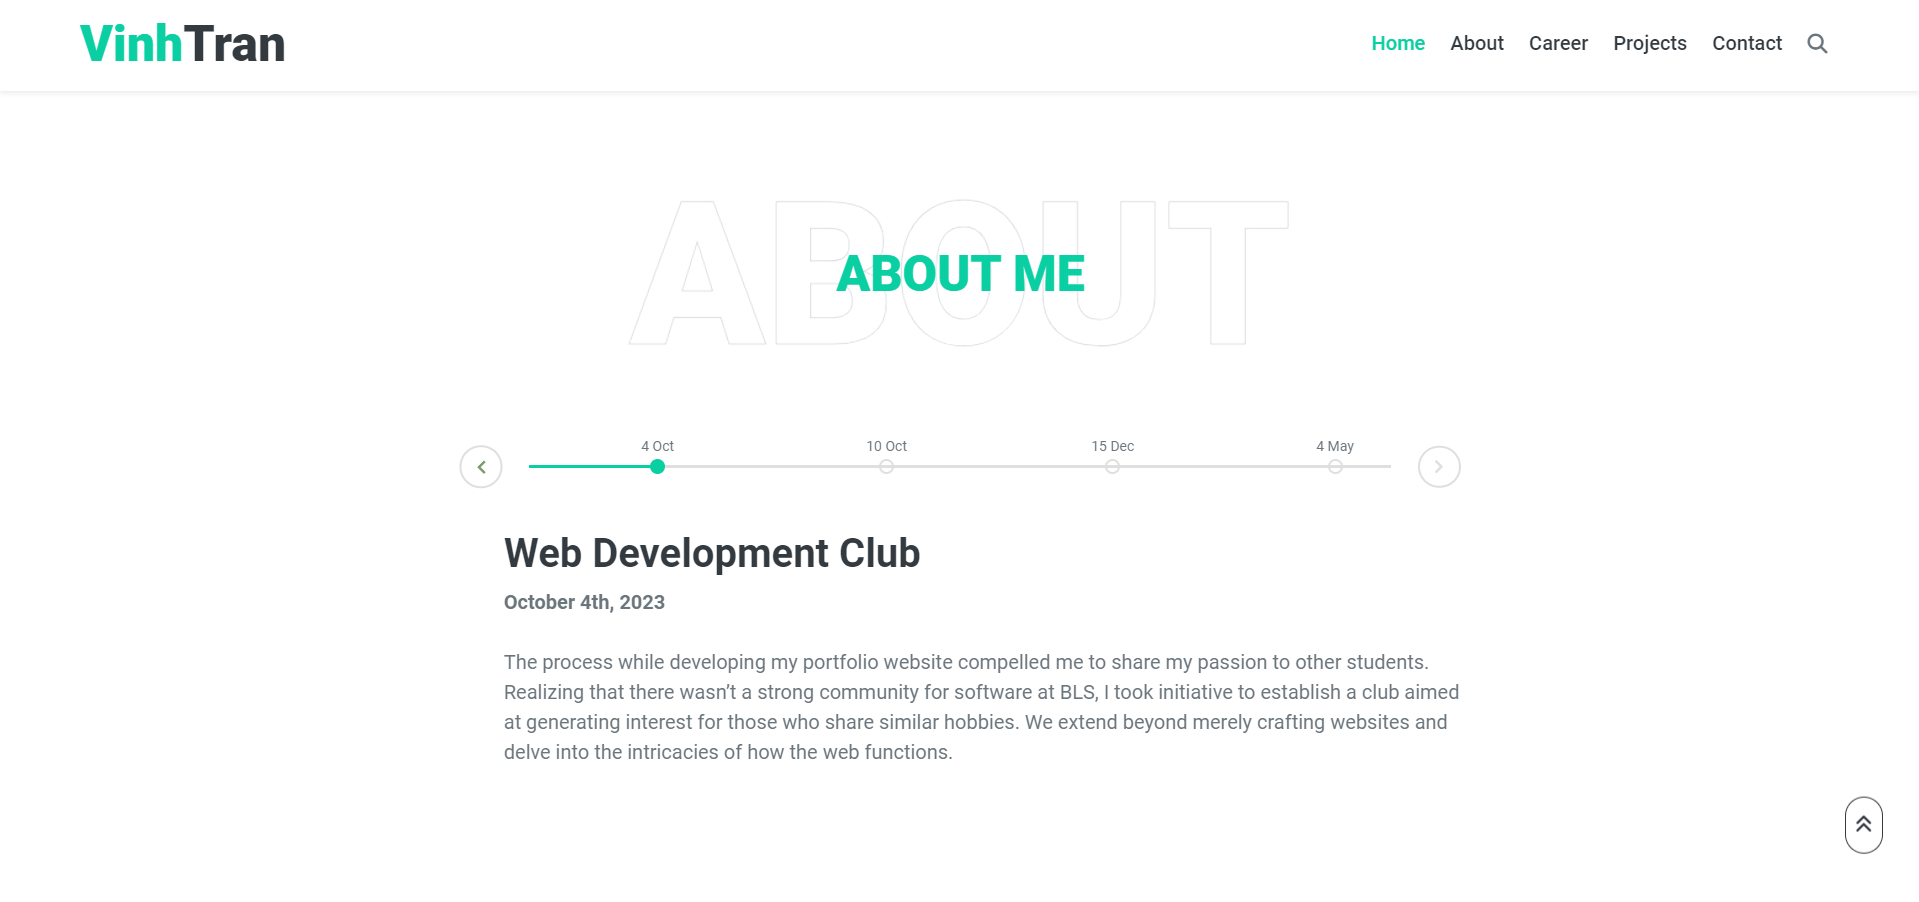 VinhTran
Home About Career Projects Contact
ABOUT
ABOUT ME
4 Oct 10 Oct 15 Dec 4 May
Web Development Club
October 4th, 2023
The process while developing my portfolio website compelled me to share my passion to other students.
Realizing that there wasn’t a strong community for software at BLS, I took initiative to establish a club aimed
at generating interest for those who share similar hobbies. We extend beyond merely crafting websites and
delve into the intricacies of how the web functions.